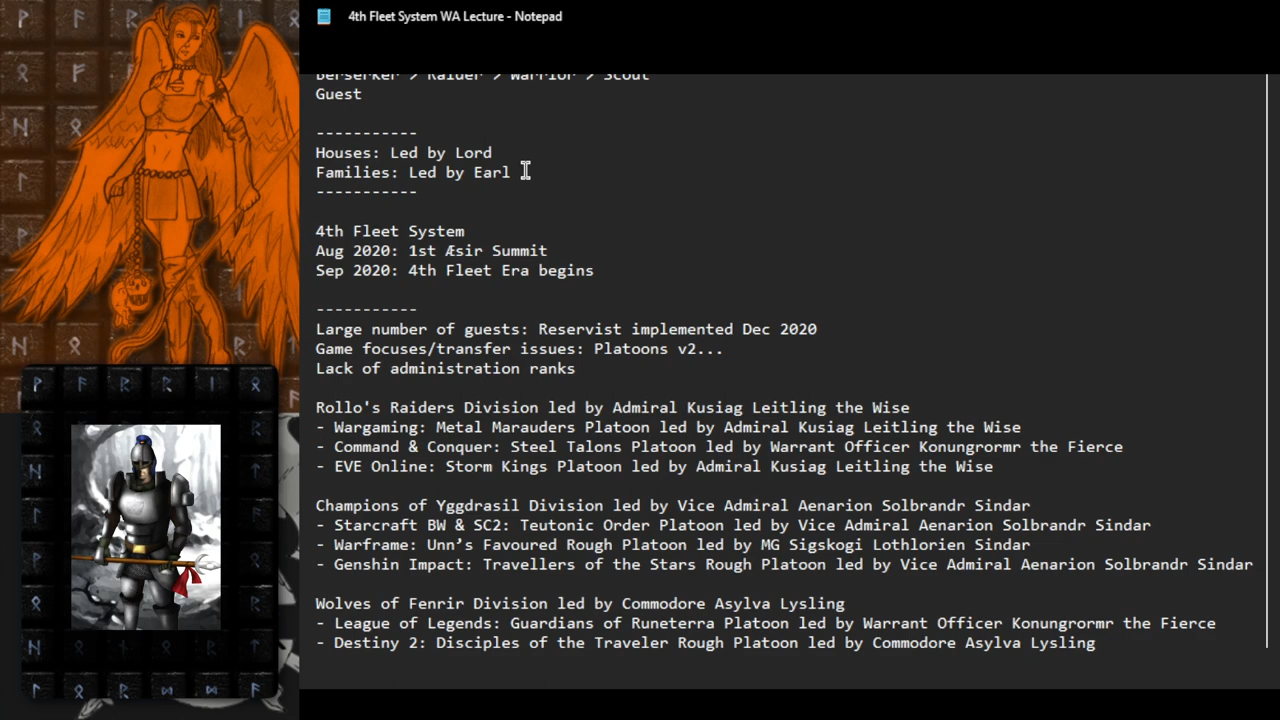 4th Fleet System WA Lecture - Notepad
Berserker > Raider > Warrior > Scout
Guest
-----------
Houses: Led by Lord
Families: Led by Earl
-----------
4th Fleet System
Aug 2020: 1st Æsir Summit
Sep 2020: 4th Fleet Era begins
-----------
Large number of guests: Reservist implemented Dec 2020
Game focuses/transfer issues: Platoons v2...
Lack of administration ranks
Rollo's Raiders Division led by Admiral Kusiag Leitling the Wise
- Wargaming: Metal Marauders Platoon led by Admiral Kusiag Leitling the Wise
- Command & Conquer: Steel Talons Platoon led by Warrant Officer Konungrormr the Fierce
- EVE Online: Storm Kings Platoon led by Admiral Kusiag Leitling the Wise
Champions of Yggdrasil Division led by Vice Admiral Aenarion Solbrandr Sindar
- Starcraft BW & SC2: Teutonic Order Platoon led by Vice Admiral Aenarion Solbrandr Sindar
- Warframe: Unn’s Favoured Rough Platoon led by MG Sigskogi Lothlorien Sindar
- Genshin Impact: Travellers of the Stars Rough Platoon led by Vice Admiral Aenarion Solbrandr Sindar
Wolves of Fenrir Division led by Commodore Asylva Lysling
- League of Legends: Guardians of Runeterra Platoon led by Warrant Officer Konungrormr the Fierce
- Destiny 2: Disciples of the Traveler Rough Platoon led by Commodore Asylva Lysling